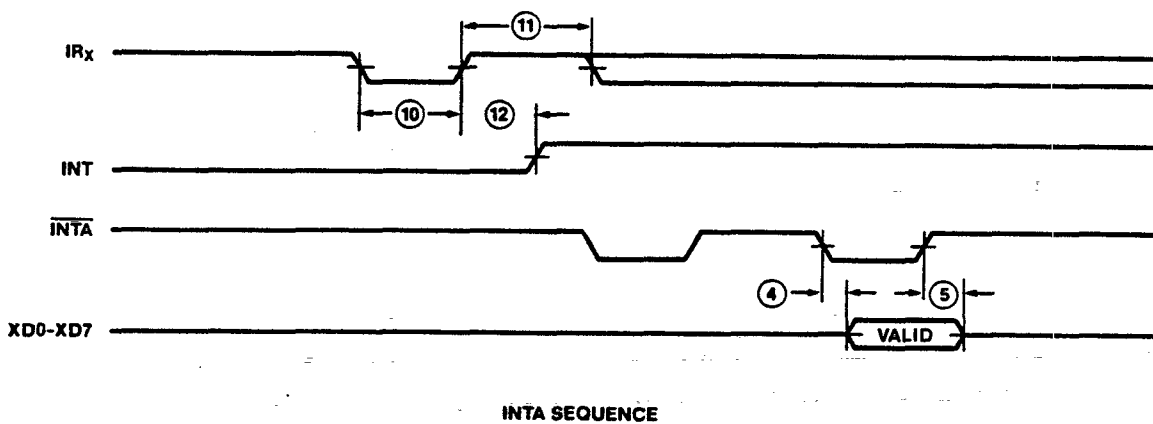 ⑪
IRX
⑩
⑫
INT
INTA
④
⑤
XD0-XD7
VALID
INTA SEQUENCE